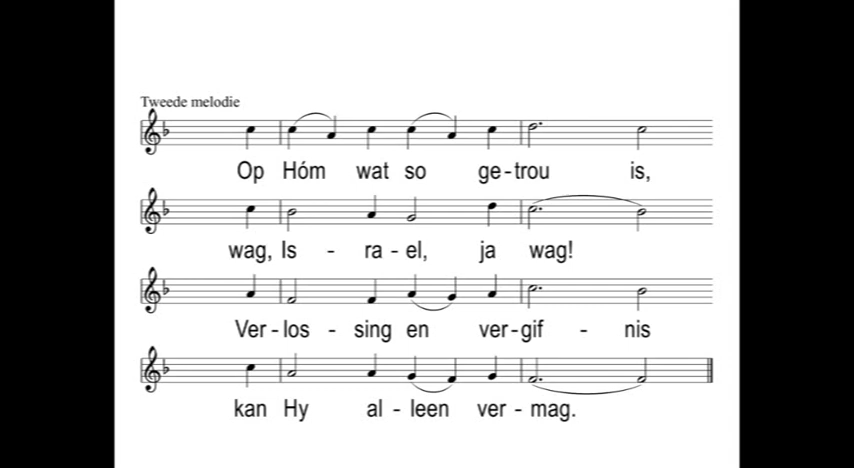 Tweede melodie
Op Hóm wat so ge-trou is,
wag, Is - ra - el, ja wag!
Ver-los - sing en ver-gif - nis
kan Hy al - leen ver - mag.